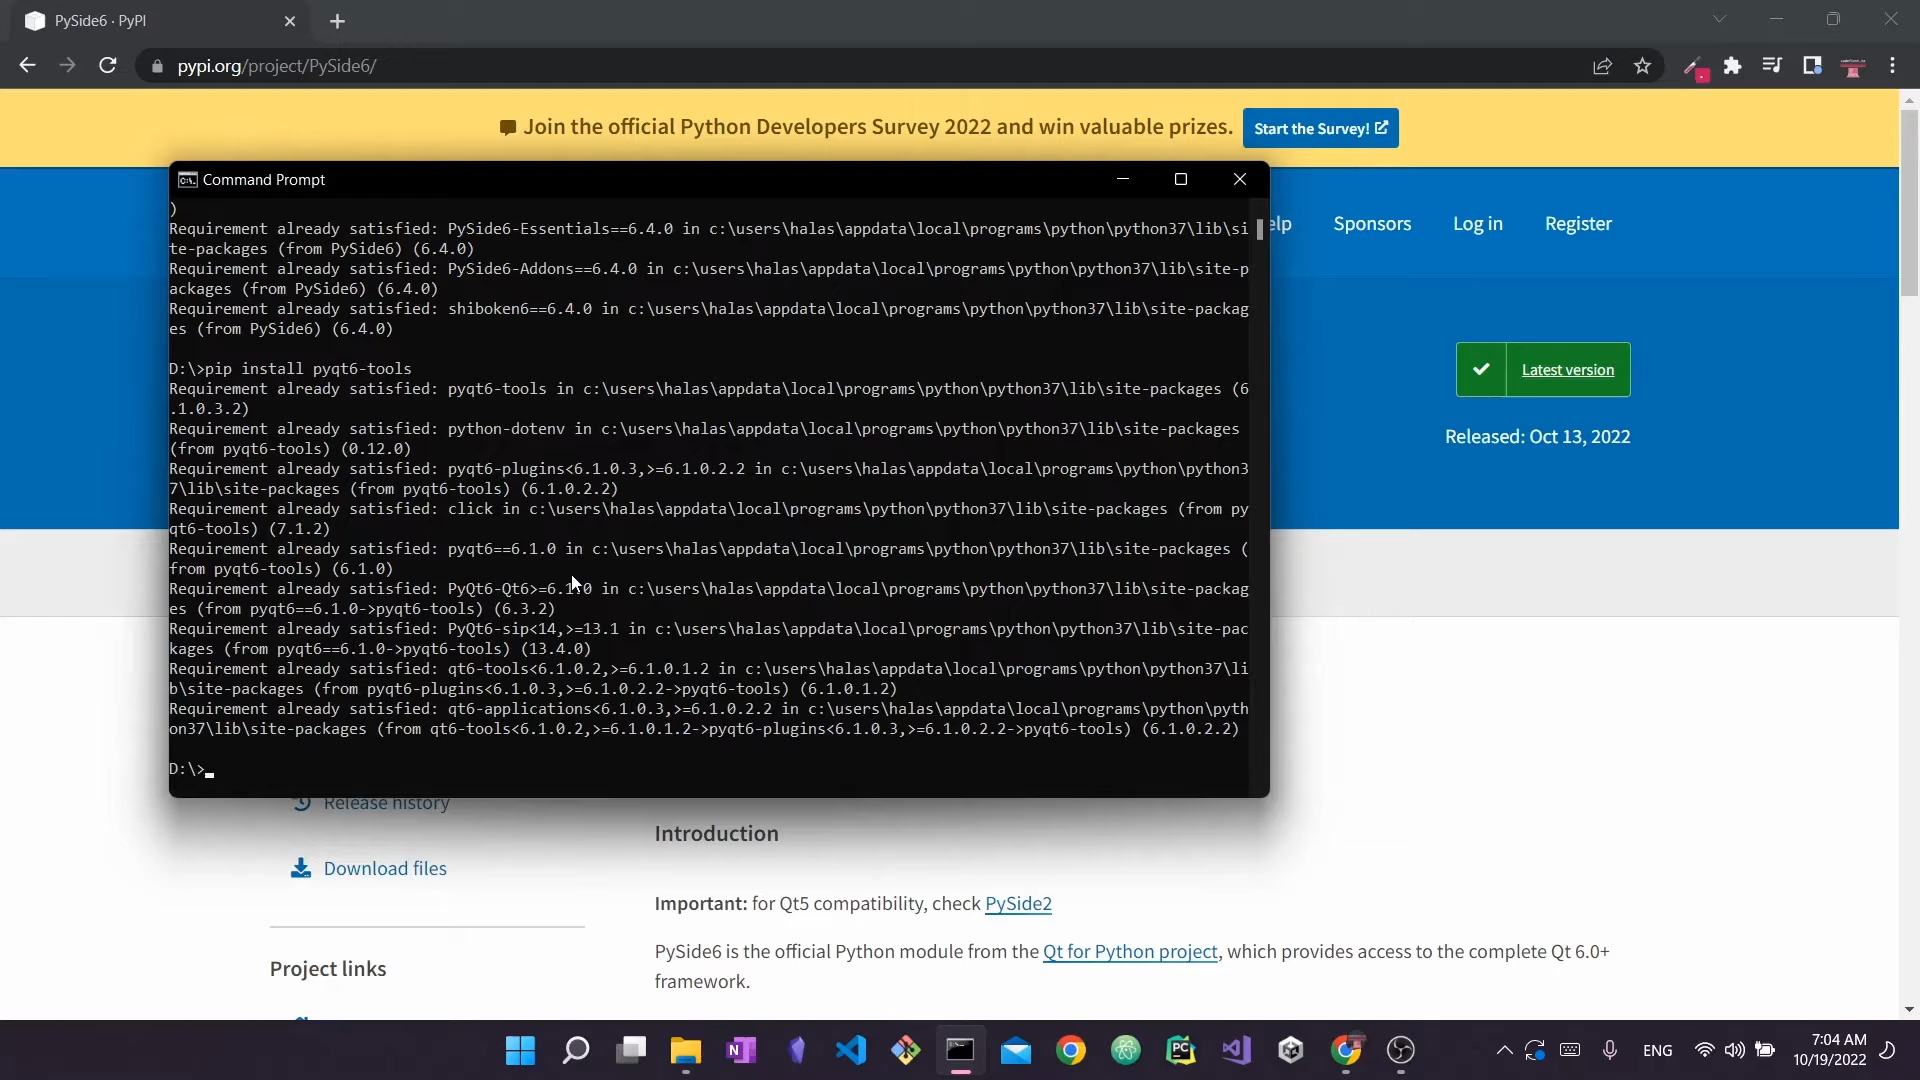 PySide6 · PyPI
pypi.org/project/PySide6/
Join the official Python Developers Survey 2022 and win valuable prizes.
Start the Survey!
Command Prompt
elp
Sponsors
Log in
Register
)
Requirement already satisfied: PySide6-Essentials==6.4.0 in c:\users\halas\appdata\local\programs\python\python37\lib\si
te-packages (from PySide6) (6.4.0)
Requirement already satisfied: PySide6-Addons==6.4.0 in c:\users\halas\appdata\local\programs\python\python37\lib\site-p
ackages (from PySide6) (6.4.0)
Requirement already satisfied: shiboken6==6.4.0 in c:\users\halas\appdata\local\programs\python\python37\lib\site-packag
es (from PySide6) (6.4.0)
D:\>pip install pyqt6-tools
Requirement already satisfied: pyqt6-tools in c:\users\halas\appdata\local\programs\python\python37\lib\site-packages (6
.1.0.3.2)
Requirement already satisfied: python-dotenv in c:\users\halas\appdata\local\programs\python\python37\lib\site-packages
(from pyqt6-tools) (0.12.0)
Requirement already satisfied: pyqt6-plugins<6.1.0.3,>=6.1.0.2.2 in c:\users\halas\appdata\local\programs\python\python3
7\lib\site-packages (from pyqt6-tools) (6.1.0.2.2)
Requirement already satisfied: click in c:\users\halas\appdata\local\programs\python\python37\lib\site-packages (from py
qt6-tools) (7.1.2)
Requirement already satisfied: pyqt6==6.1.0 in c:\users\halas\appdata\local\programs\python\python37\lib\site-packages (
from pyqt6-tools) (6.1.0)
Requirement already satisfied: PyQt6-Qt6>=6.1.0 in c:\users\halas\appdata\local\programs\python\python37\lib\site-packag
es (from pyqt6==6.1.0->pyqt6-tools) (6.3.2)
Requirement already satisfied: PyQt6-sip<14,>=13.1 in c:\users\halas\appdata\local\programs\python\python37\lib\site-pac
kages (from pyqt6==6.1.0->pyqt6-tools) (13.4.0)
Requirement already satisfied: qt6-tools<6.1.0.2,>=6.1.0.1.2 in c:\users\halas\appdata\local\programs\python\python37\li
b\site-packages (from pyqt6-plugins<6.1.0.3,>=6.1.0.2.2->pyqt6-tools) (6.1.0.1.2)
Requirement already satisfied: qt6-applications<6.1.0.3,>=6.1.0.2.2 in c:\users\halas\appdata\local\programs\python\pyth
on37\lib\site-packages (from qt6-tools<6.1.0.2,>=6.1.0.1.2->pyqt6-plugins<6.1.0.3,>=6.1.0.2.2->pyqt6-tools) (6.1.0.2.2)
D:\>
Latest version
Released: Oct 13, 2022
Release history
Download files
Project links
Introduction
Important: for Qt5 compatibility, check PySide2
PySide6 is the official Python module from the Qt for Python project, which provides access to the complete Qt 6.0+
framework.
ENG
7:04 AM
10/19/2022